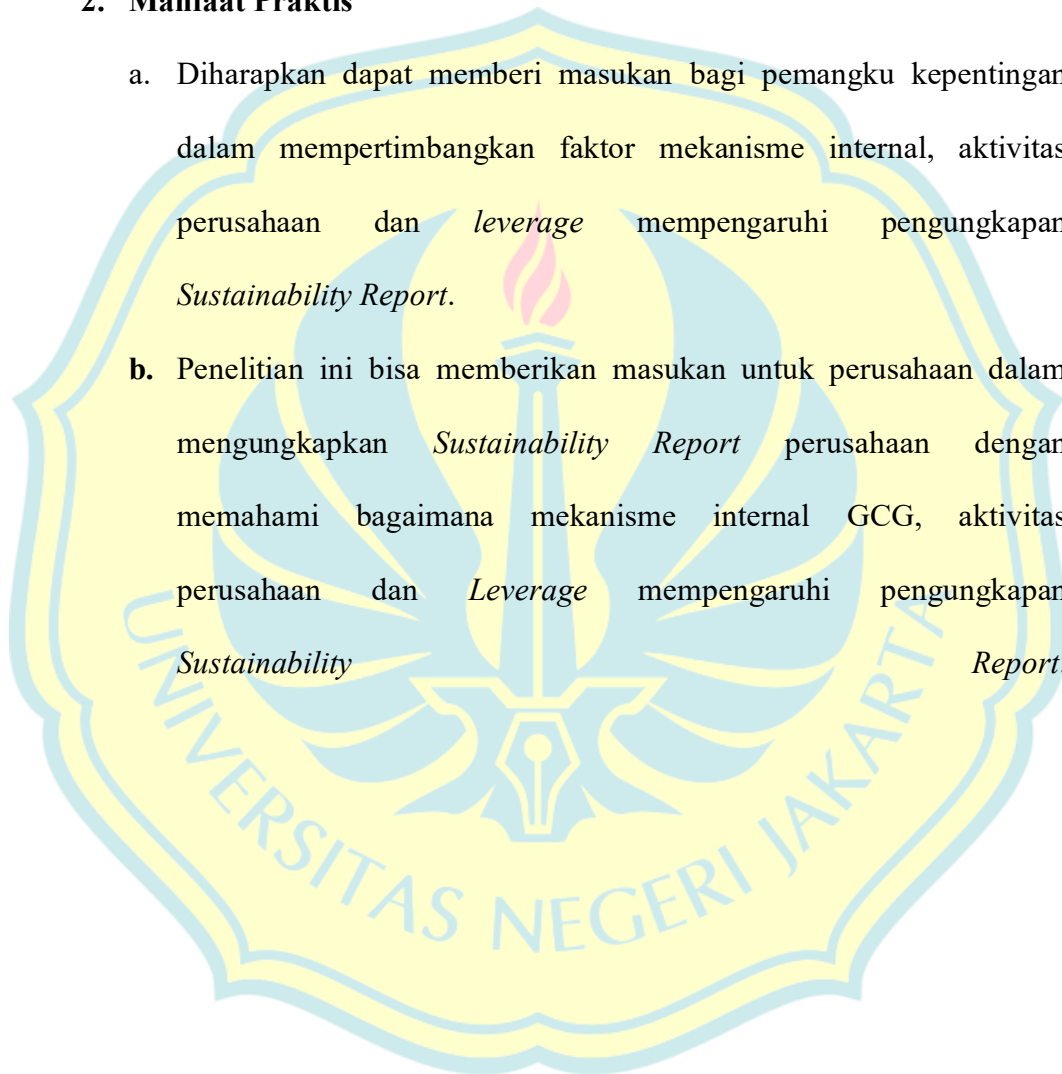 2. Manfaat Praktis
a. Diharapkan dapat memberi masukan bagi pemangku kepentingan
dalam mempertimbangkan faktor mekanisme internal, aktivitas
perusahaan dan leverage mempengaruhi pengungkapan
Sustainability Report.
b. Penelitian ini bisa memberikan masukan untuk perusahaan dalam
mengungkapkan Sustainability Report perusahaan dengan
memahami bagaimana mekanisme internal GCG, aktivitas
perusahaan dan Leverage mempengaruhi pengungkapan
Sustainability Report.
UNIVERSITAS NEGERI JAKARTA